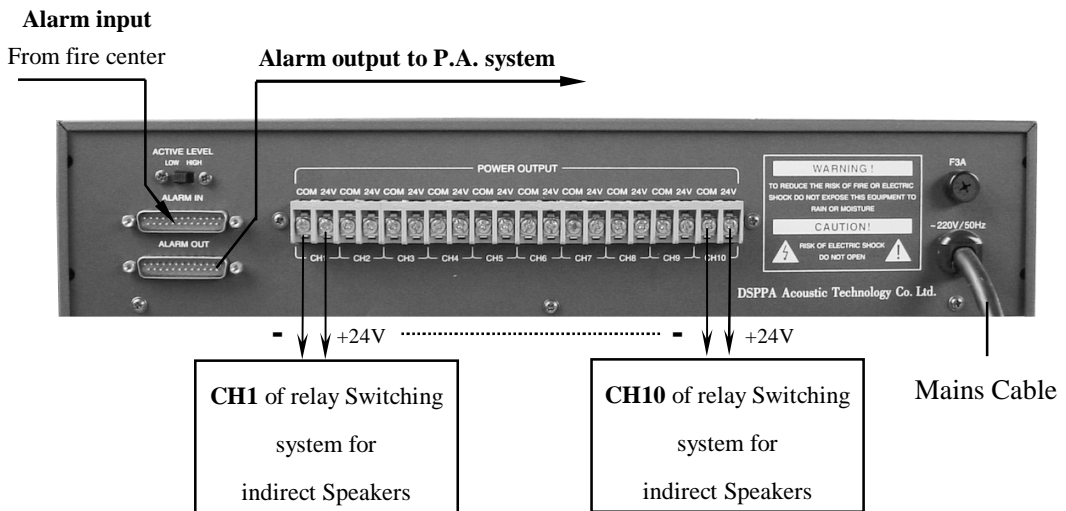 Alarm input
From fire center
Alarm output to P.A. system
ACTIVE LEVEL
LOW HIGH
ALARM IN
ALARM OUT
POWER OUTPUT
COM 24V COM 24V COM 24V COM 24V COM 24V COM 24V COM 24V COM 24V COM 24V COM 24V
CH1 CH2 CH3 CH4 CH5 CH6 CH7 CH8 CH9 CH10
WARNING!
TO REDUCE THE RISK OF FIRE OR ELECTRIC
SHOCK DO NOT EXPOSE THIS EQUIPMENT TO
RAIN OR MOISTURE
CAUTION!
RISK OF ELECTRIC SHOCK
DO NOT OPEN
F3A
~220V/50Hz
DSPPA Acoustic Technology Co. Ltd.
- +24V - +24V
CH1 of relay Switching
system for
indirect Speakers
CH10 of relay Switching
system for
indirect Speakers
Mains Cable